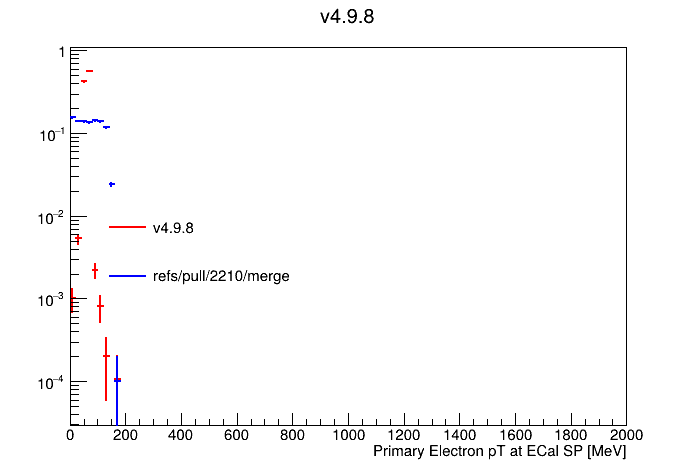 v4.9.8
1
10⁻¹
10⁻²
v4.9.8
refs/pull/2210/merge
10⁻³
10⁻⁴
0 200 400 600 800 1000 1200 1400 1600 1800 2000
Primary Electron pT at ECal SP [MeV]